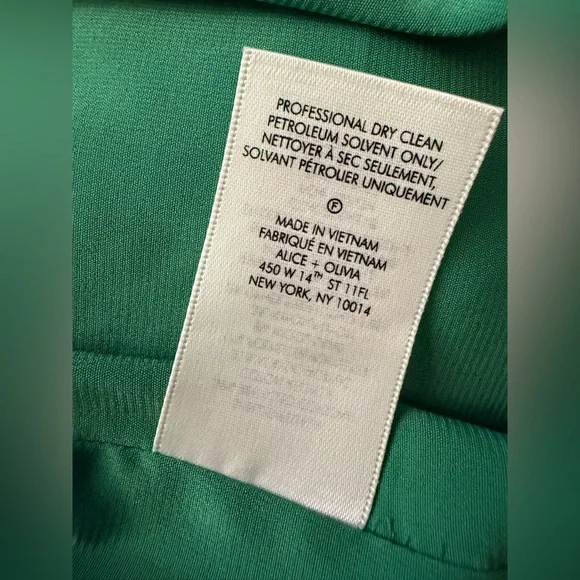 PROFESSIONAL DRY CLEAN
PETROLEUM SOLVENT ONLY/
NETTOYER À SEC SEULEMENT,
SOLVANT PÉTROLIER UNIQUEMENT
F
MADE IN VIETNAM
FABRIQUÉ EN VIETNAM
ALICE + OLIVIA
450 W 14™ ST 11FL
NEW YORK, NY 10014